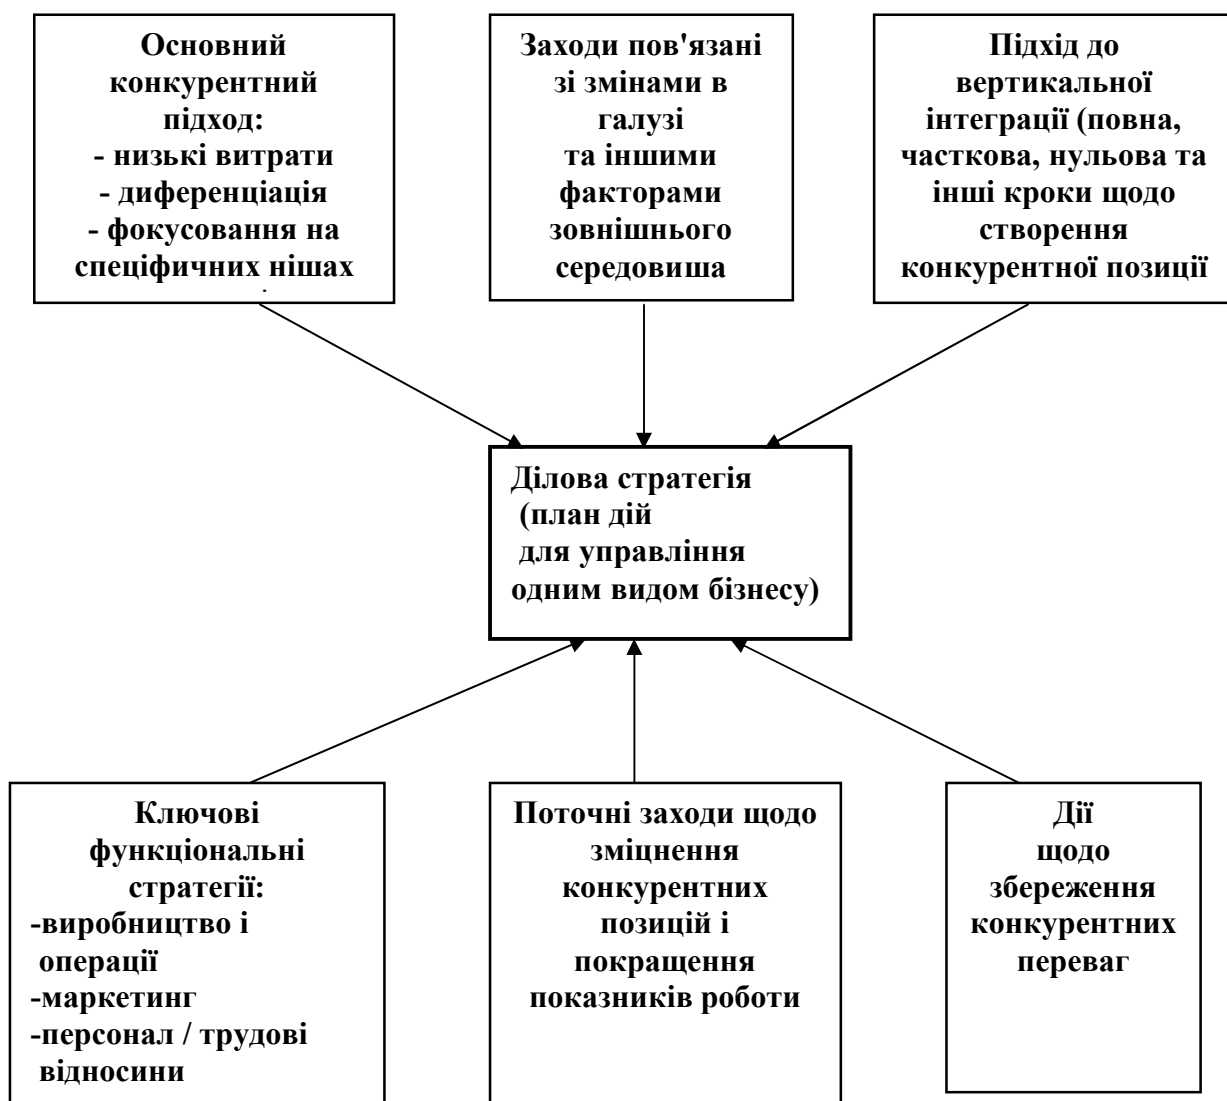 Основний
конкурентний
підход:
- низькі витрати
- диференціація
- фокусовання на
спеціфичних нішах
Заходи пов'язані
зі змінами в
галузі
та іншими
факторами
зовнішнього
середовиша
Підхід до
вертикальної
інтеграції (повна,
часткова, нульова та
інші кроки щодо
створення
конкурентної позиції
Ділова стратегія
(план дій
для управління
одним видом бізнесу)
Ключові
функціональні
стратегії:
-виробництво і
операції
-маркетинг
-персонал / трудові
відносини
Поточні заходи щодо
зміцнення
конкурентних
позицій і
покращення
показників роботи
Дії
щодо
збереження
конкурентних
переваг